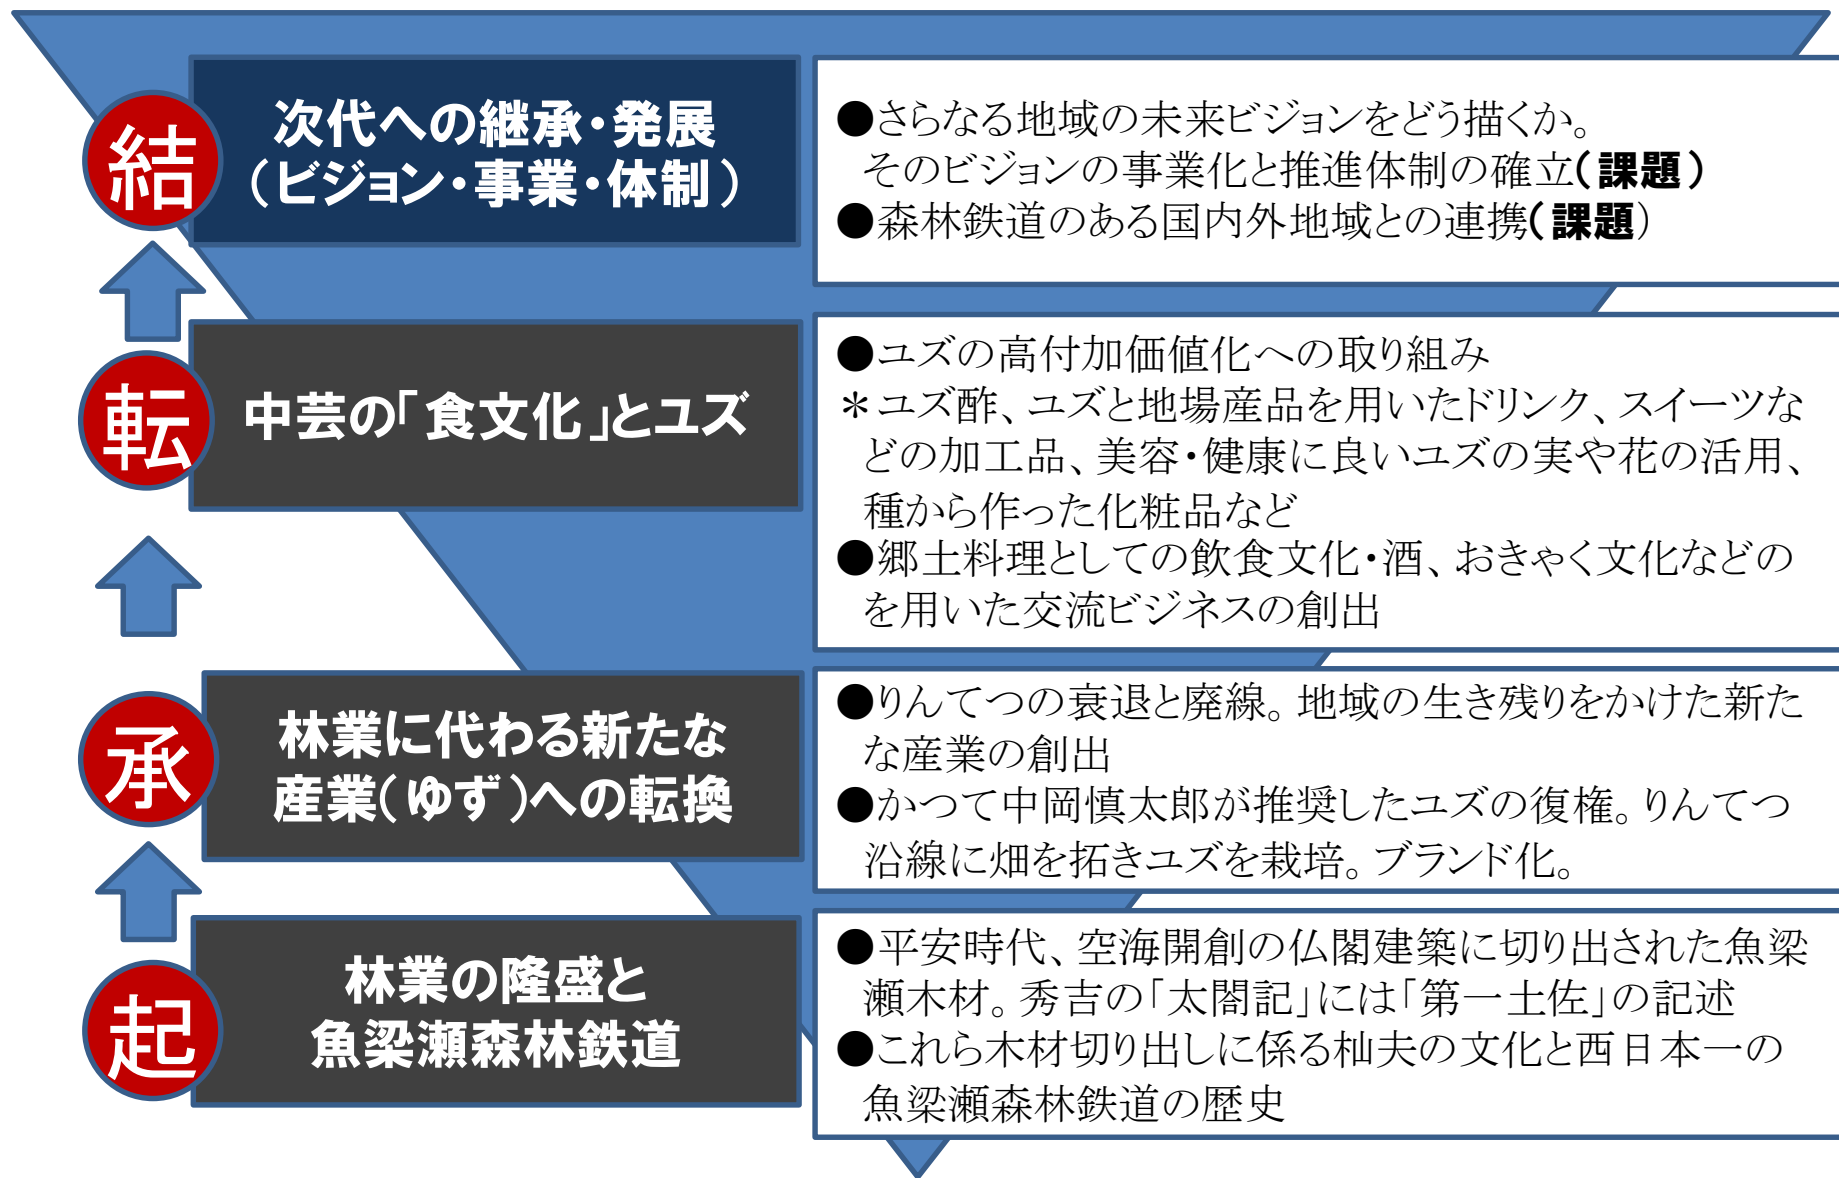 結
次代への継承・発展
（ビジョン・事業・体制）
●さらなる地域の未来ビジョンをどう描くか。
そのビジョンの事業化と推進体制の確立(課題)
●森林鉄道のある国内外地域との連携(課題)
転
中芸の「食文化」とユズ
●ユズの高付加価値化への取り組み
＊ユズ酢、ユズと地場産品を用いたドリンク、スイーツな
どの加工品、美容・健康に良いユズの実や花の活用、
種から作った化粧品など
●郷土料理としての飲食文化・酒、おきゃく文化などの
を用いた交流ビジネスの創出
承
林業に代わる新たな
産業（ゆず）への転換
●りんてつの衰退と廃線。地域の生き残りをかけた新た
な産業の創出
●かつて中岡慎太郎が推奨したユズの復権。りんてつ
沿線に畑を拓きユズを栽培。ブランド化。
起
林業の隆盛と
魚梁瀬森林鉄道
●平安時代、空海開創の仏閣建築に切り出された魚梁
瀬木材。秀吉の「太閤記」には「第一土佐」の記述
●これら木材切り出しに係る杣夫の文化と西日本一の
魚梁瀬森林鉄道の歴史